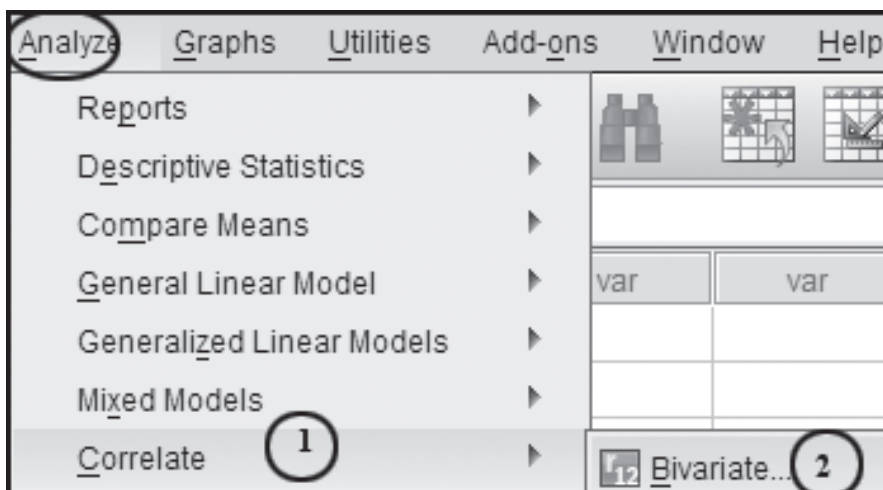 Analyze Graphs Utilities Add-ons Window Help
Reports
Descriptive Statistics
Compare Means
General Linear Model
var var
Generalized Linear Models
Mixed Models
Correlate 1
r12 Bivariate... 2